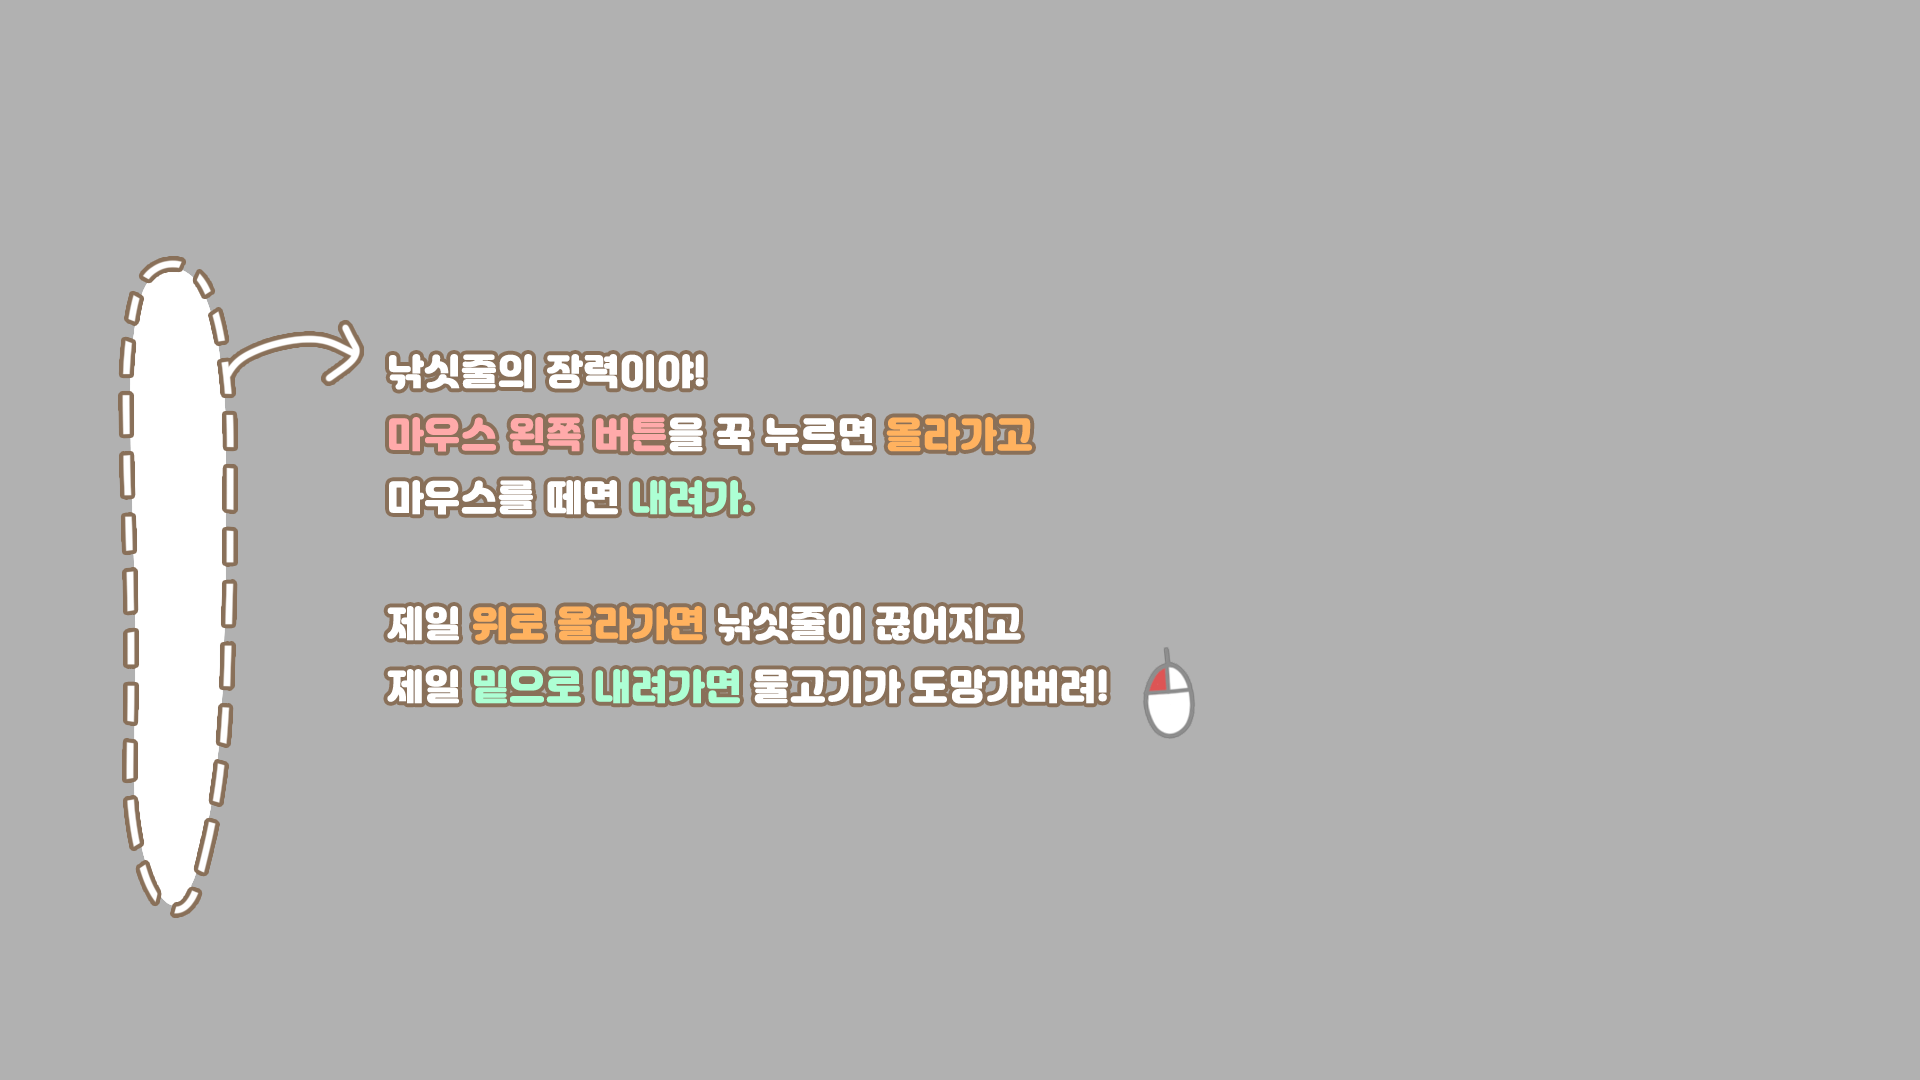 낚싯줄의 장력이야!
마우스 왼쪽 버튼을 꾹 누르면 올라가고
마우스를 떼면 내려가.
제일 위로 올라가면 낚싯줄이 끊어지고
제일 밑으로 내려가면 물고기가 도망가버려!